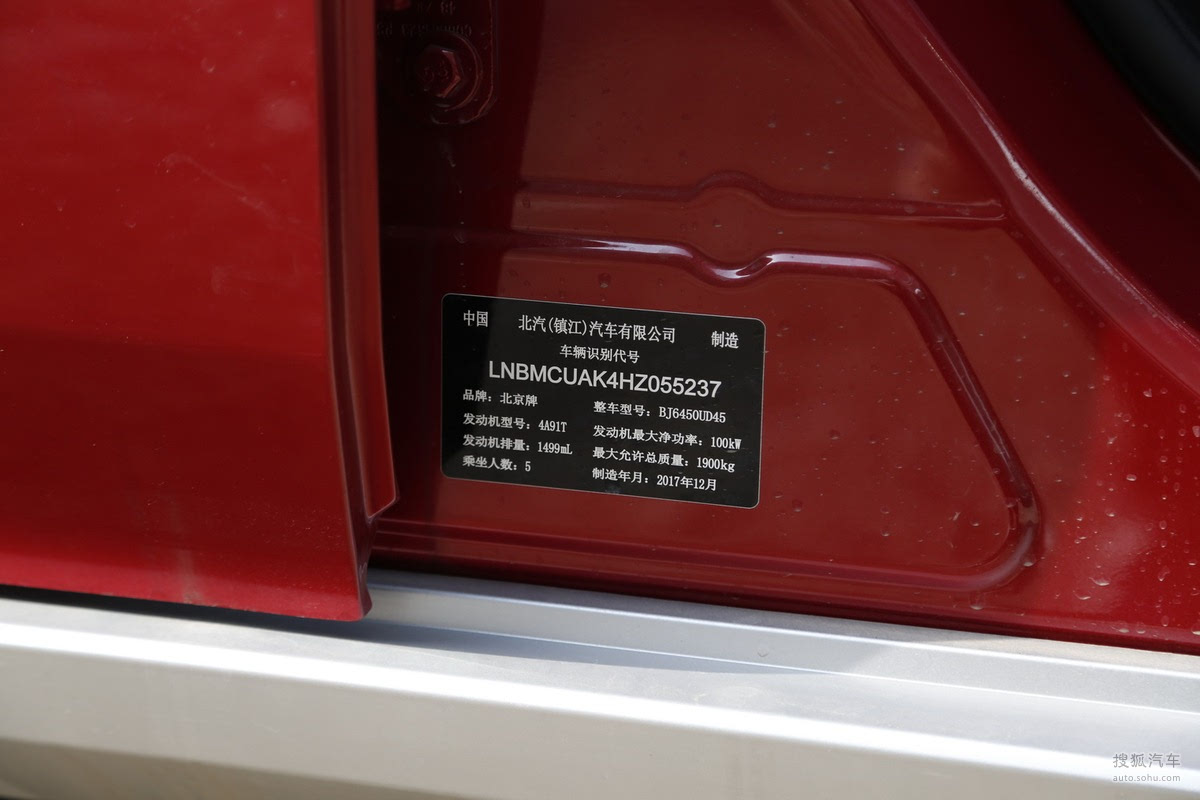 中国 北汽(镇江)汽车有限公司 制造
车辆识别代号
LNBMCUAK4HZ055237
品牌：北京牌 整车型号：BJ6450UD45
发动机型号：4A91T 发动机最大净功率：100kW
发动机排量：1499mL 最大允许总质量：1900kg
乘坐人数：5 制造年月：2017年12月
搜狐汽车
auto.sohu.com